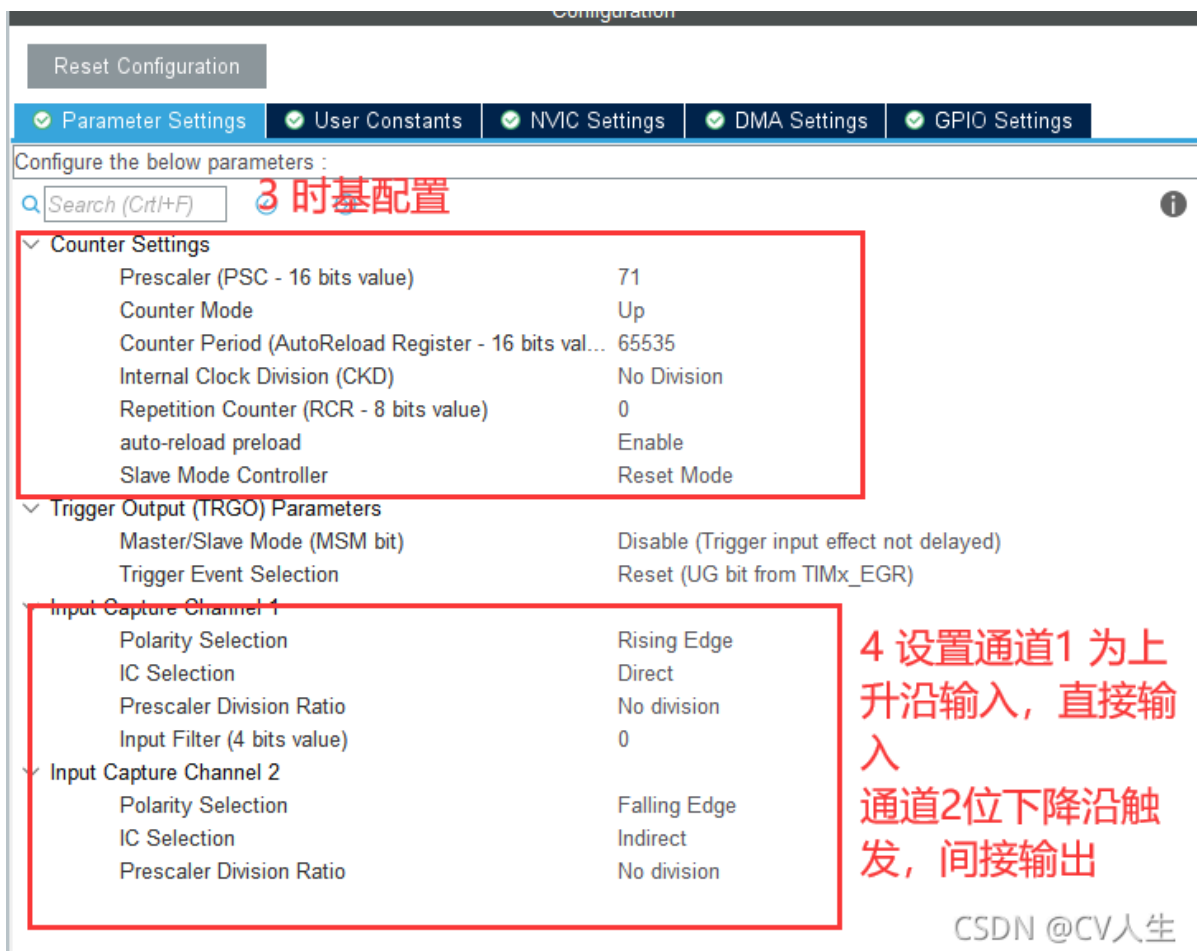 Configuration
Reset Configuration
Parameter Settings
User Constants
NVIC Settings
DMA Settings
GPIO Settings
Configure the below parameters :
Search (Crtl+F)
3 时基配置
Counter Settings
Prescaler (PSC - 16 bits value) 71
Counter Mode Up
Counter Period (AutoReload Register - 16 bits val... 65535
Internal Clock Division (CKD) No Division
Repetition Counter (RCR - 8 bits value) 0
auto-reload preload Enable
Slave Mode Controller Reset Mode
Trigger Output (TRGO) Parameters
Master/Slave Mode (MSM bit) Disable (Trigger input effect not delayed)
Trigger Event Selection Reset (UG bit from TIMx_EGR)
Input Capture Channel 1
Polarity Selection Rising Edge
IC Selection Direct
Prescaler Division Ratio No division
Input Filter (4 bits value) 0
Input Capture Channel 2
Polarity Selection Falling Edge
IC Selection Indirect
Prescaler Division Ratio No division
4 设置通道1 为上
升沿输入，直接输
入
通道2位下降沿触
发，间接输出
CSDN @CV人生